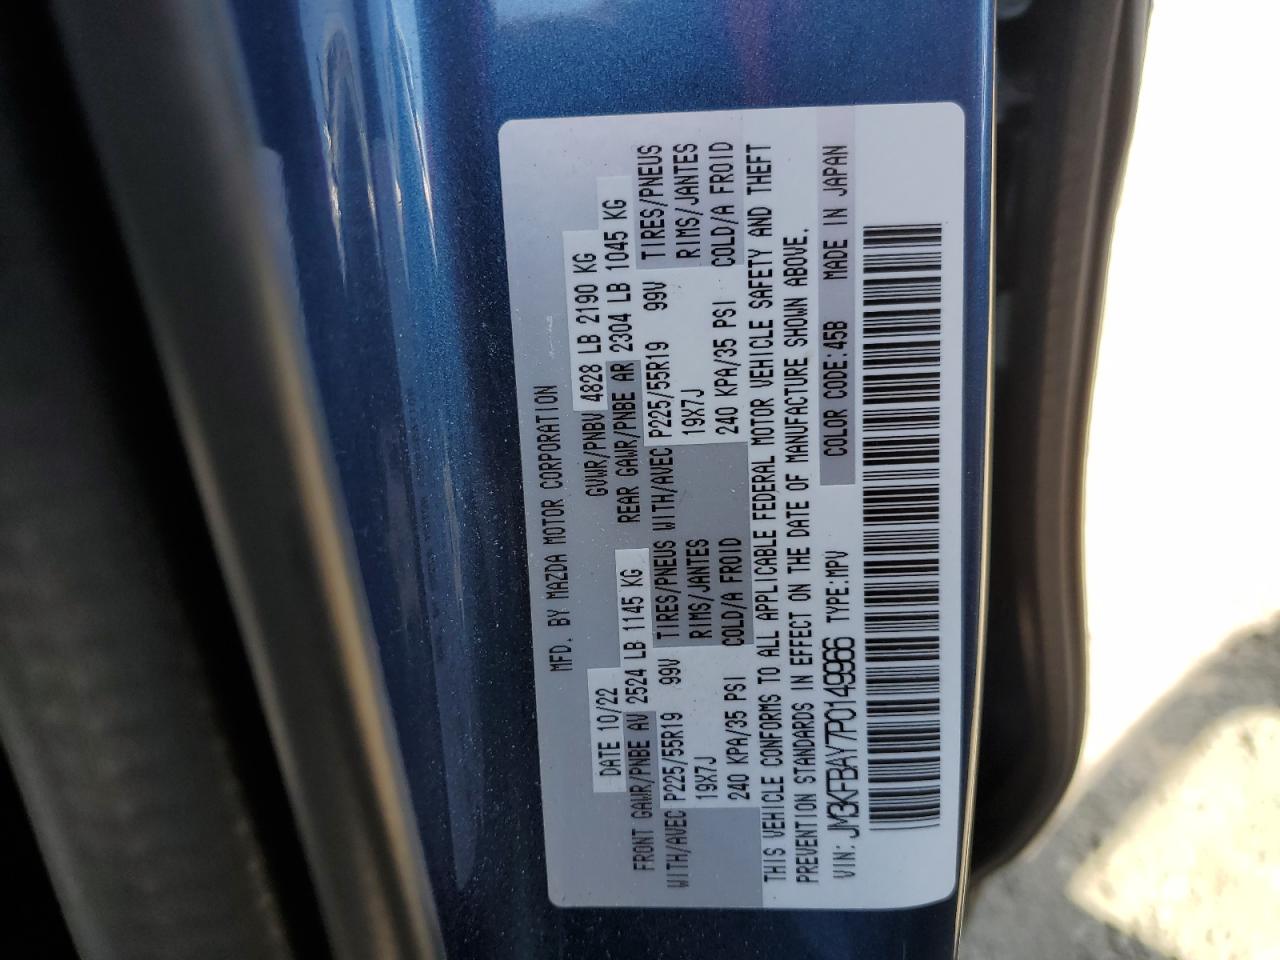 MFD. BY MAZDA MOTOR CORPORATION
DATE 10/22 GVWR/PNBV 4828 LB 2190 KG
FRONT GAWR/PNBE AV 2524 LB 1145 KG REAR GAWR/PNBE AR 2304 LB 1045 KG
WITH/AVEC P225/55R19 99V TIRES/PNEUS WITH/AVEC P225/55R19 99V TIRES/PNEUS
19X7J RIMS/JANTES 19X7J RIMS/JANTES
240 KPA/35 PSI COLD/A FROID 240 KPA/35 PSI COLD/A FROID
THIS VEHICLE CONFORMS TO ALL APPLICABLE FEDERAL MOTOR VEHICLE SAFETY AND THEFT
PREVENTION STANDARDS IN EFFECT ON THE DATE OF MANUFACTURE SHOWN ABOVE.
VIN: JM3KFBAY7P0149966 TYPE:MPV COLOR CODE:45B MADE IN JAPAN